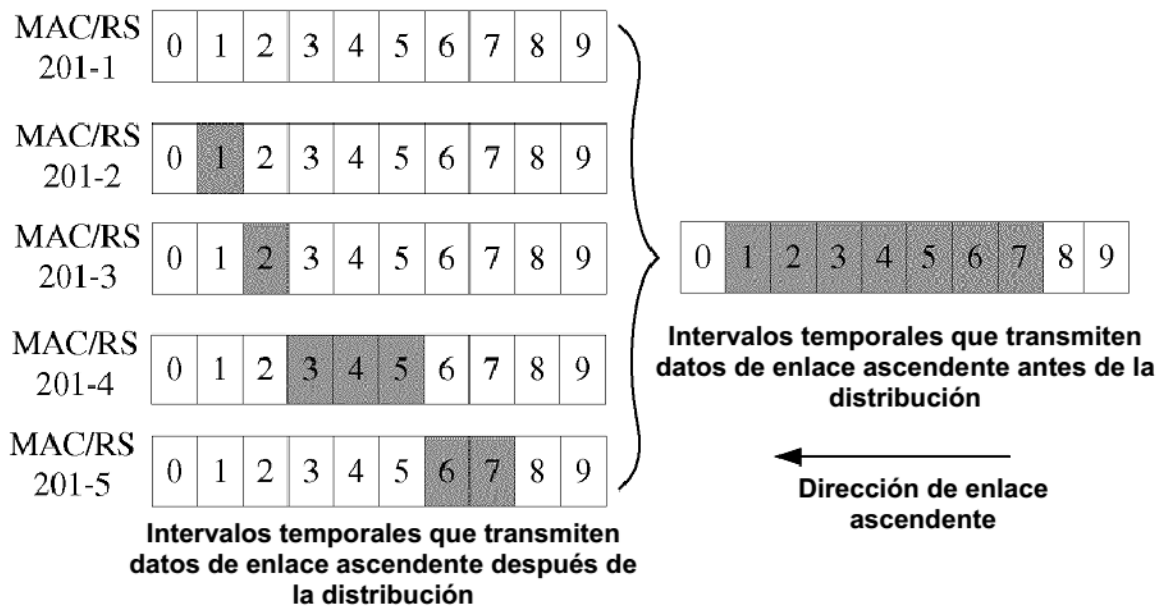 MAC/RS
201-1
0 1 2 3 4 5 6 7 8 9
MAC/RS
201-2
0 1 2 3 4 5 6 7 8 9
MAC/RS
201-3
0 1 2 3 4 5 6 7 8 9
MAC/RS
201-4
0 1 2 3 4 5 6 7 8 9
MAC/RS
201-5
0 1 2 3 4 5 6 7 8 9
Intervalos temporales que transmiten
datos de enlace ascendente después de
la distribución
0 1 2 3 4 5 6 7 8 9
Intervalos temporales que transmiten
datos de enlace ascendente antes de la
distribución
Dirección de enlace
ascendente